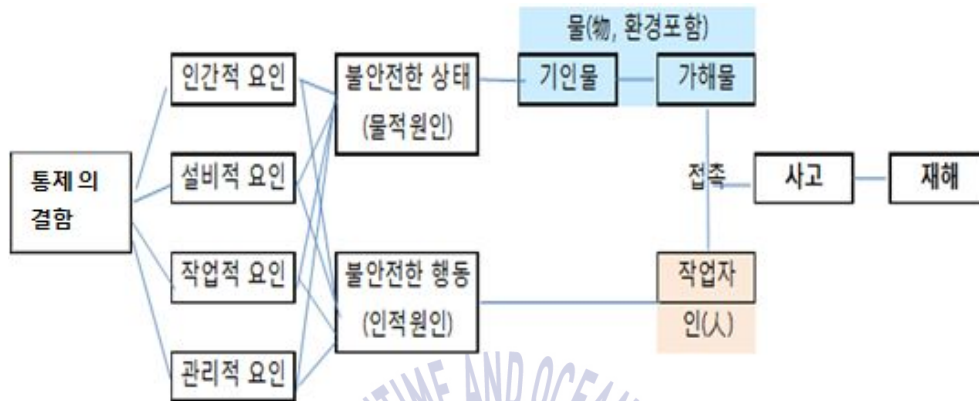 물(物, 환경포함)
인간적 요인
불안전한 상태
(물적원인)
기인물
가해물
통제의
결함
설비적 요인
접촉
사고
재해
작업적 요인
불안전한 행동
(인적원인)
작업자
인(人)
관리적 요인
TIME AND OCEAN